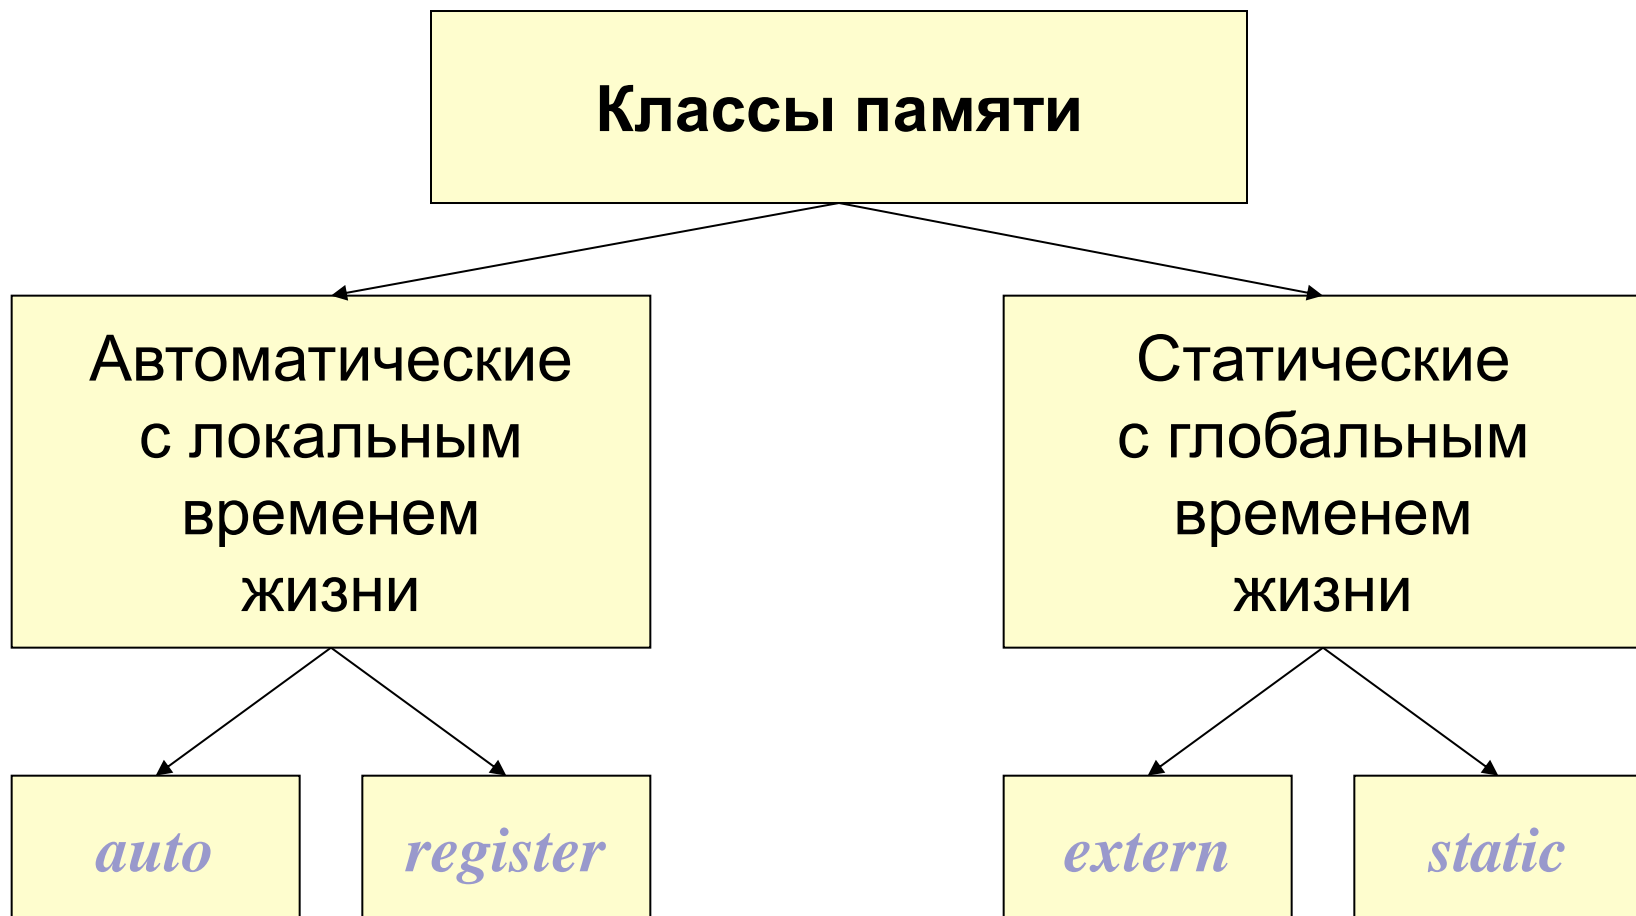 Классы памяти
Автоматические
с локальным
временем
жизни
Статические
с глобальным
временем
жизни
auto
register
extern
static